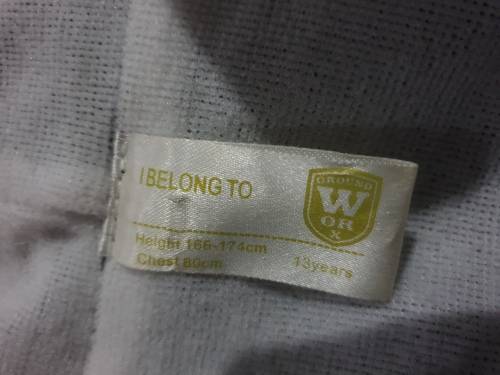 I BELONG TO
GROUND
W
OR
X
Height 166-174cm
Chest 80cm
13years